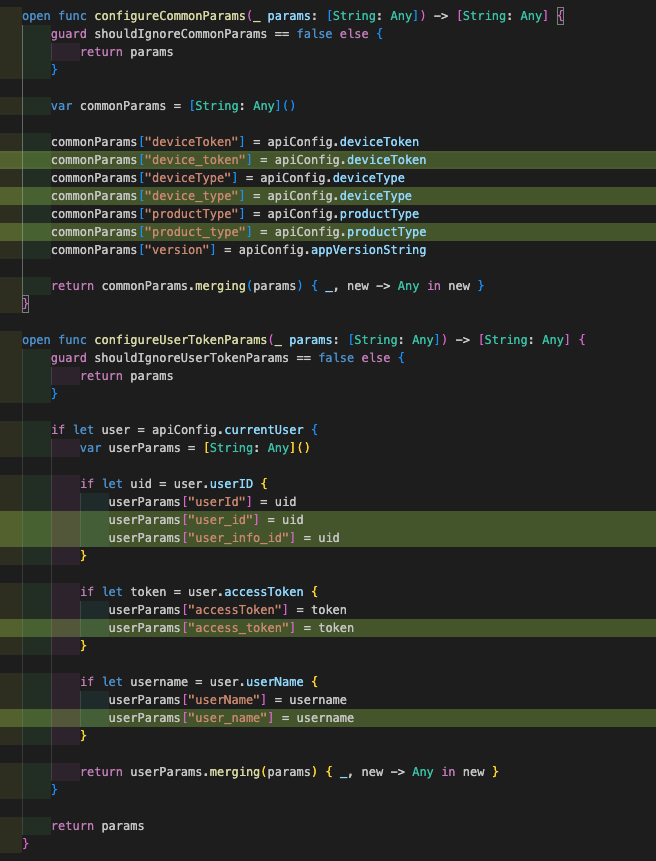 open func configureCommonParams(_ params: [String: Any]) -> [String: Any] {
guard shouldIgnoreCommonParams == false else {
return params
}
var commonParams = [String: Any]()
commonParams["deviceToken"] = apiConfig.deviceToken
commonParams["device_token"] = apiConfig.deviceToken
commonParams["deviceType"] = apiConfig.deviceType
commonParams["device_type"] = apiConfig.deviceType
commonParams["productType"] = apiConfig.productType
commonParams["product_type"] = apiConfig.productType
commonParams["version"] = apiConfig.appVersionString
return commonParams.merging(params) { _, new -> Any in new }
}
open func configureUserTokenParams(_ params: [String: Any]) -> [String: Any] {
guard shouldIgnoreUserTokenParams == false else {
return params
}
if let user = apiConfig.currentUser {
var userParams = [String: Any]()
if let uid = user.userID {
userParams["userId"] = uid
userParams["user_id"] = uid
userParams["user_info_id"] = uid
}
if let token = user.accessToken {
userParams["accessToken"] = token
userParams["access_token"] = token
}
if let username = user.userName {
userParams["userName"] = username
userParams["user_name"] = username
}
return userParams.merging(params) { _, new -> Any in new }
}
return params
}